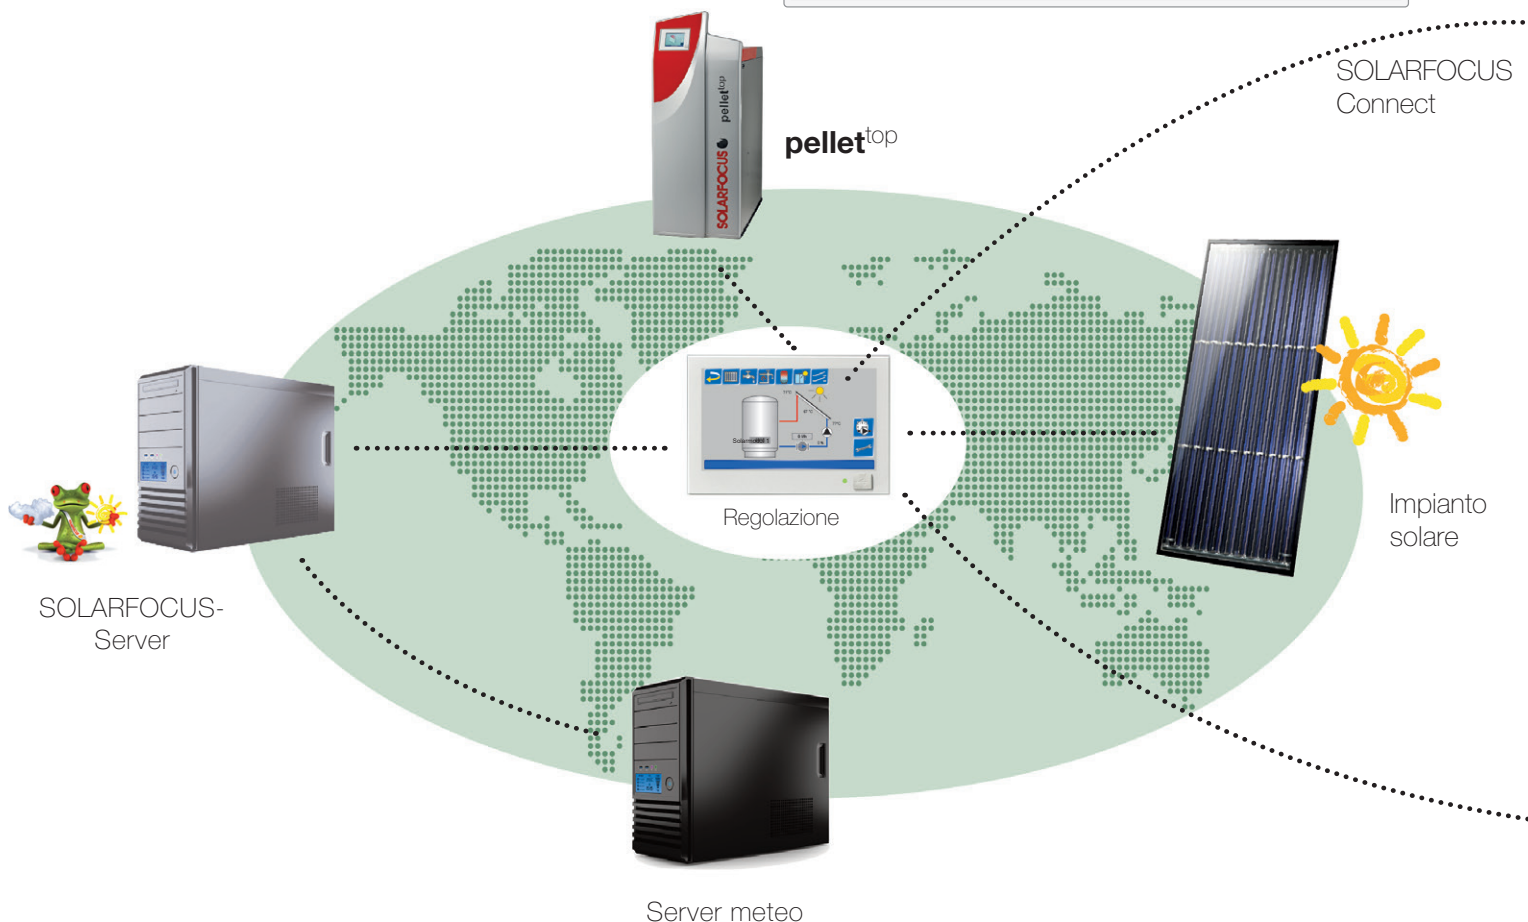 SOLARFOCUS
Connect
pellettop
SOLARFOCUS pellettop
Regolazione
Impianto
solare
SOLARFOCUS-
Server
Server meteo